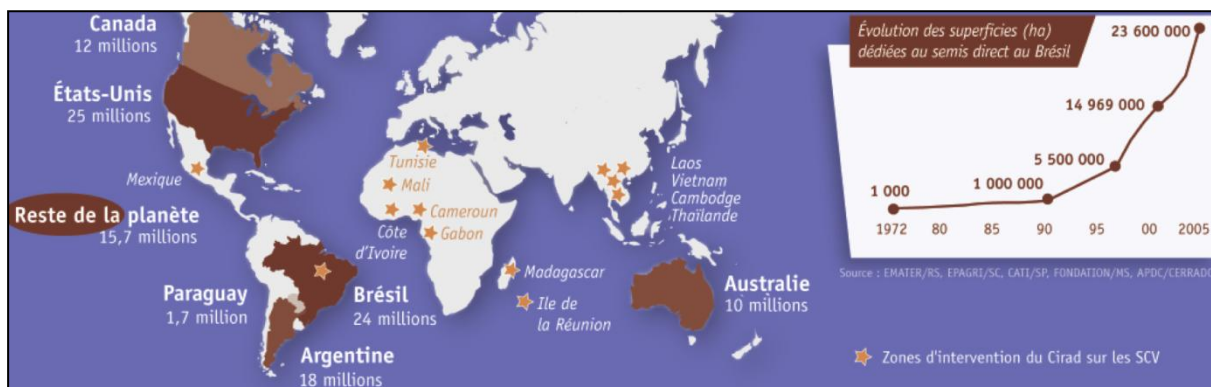 Canada
12 millions
États-Unis
25 millions
Mexique
Reste de la planète
15,7 millions
Paraguay
1,7 million
Brésil
24 millions
Argentine
18 millions
Tunisie
Mali
Cameroun
Côte
d'Ivoire
Gabon
Madagascar
Ile de
la Réunion
Laos
Vietnam
Cambodge
Thaïlande
Australie
10 millions
Évolution des superficies (ha)
dédiées au semis direct au Brésil
23 600 000
14 969 000
5 500 000
1 000 000
1 000
1972 80 85 90 95 00 2005
Source : EMATER/RS, EPAGRI/SC, CATI/SP, FONDATION/MS, APDC/CERRADO
Zones d'intervention du Cirad sur les SCV